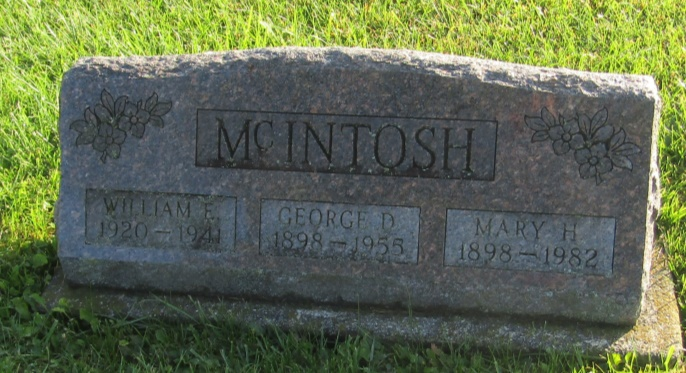 McINTOSH
WILLIAM E.
1920 – 1941
GEORGE D.
1898 – 1955
MARY H.
1898 – 1982